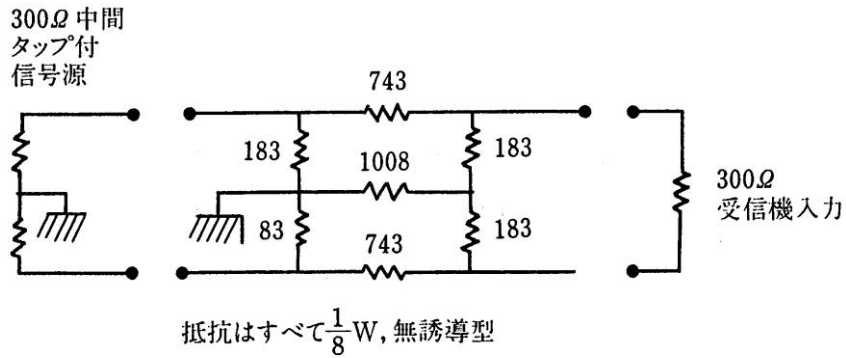 300Ω 中間
タップ付
信号源
743
183
1008
183
83
183
743
300Ω
受信機入力
抵抗はすべて1/8W, 無誘導型